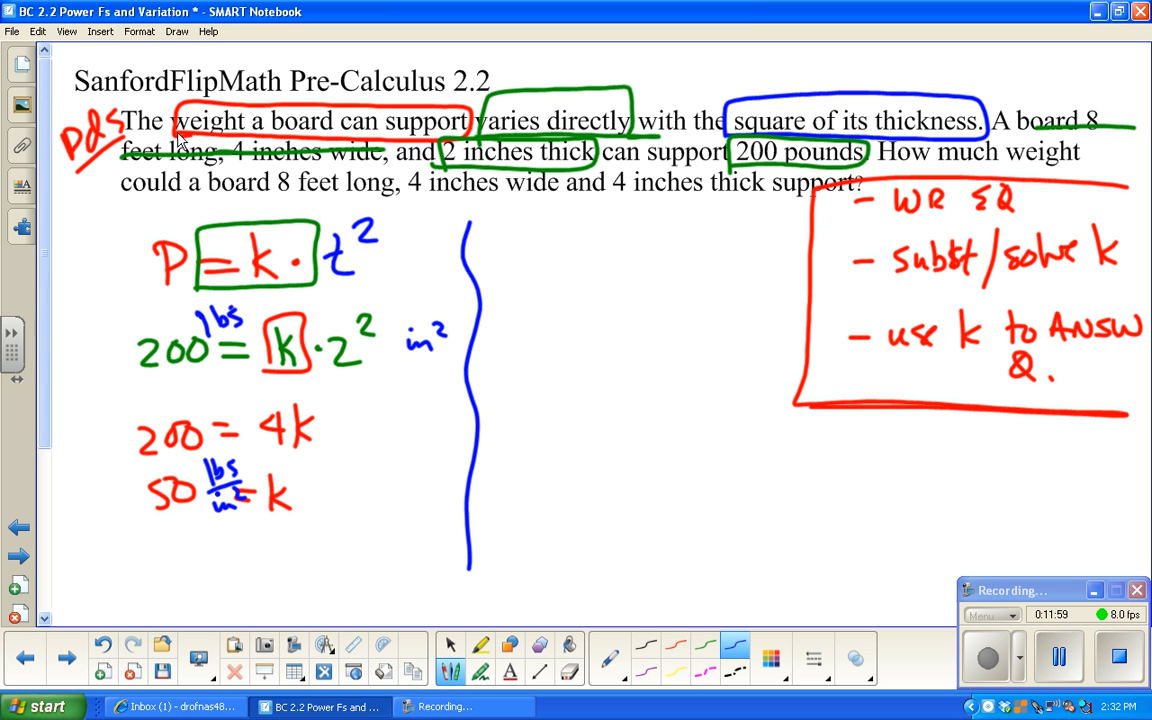 BC 2.2 Power Fs and Variation * - SMART Notebook
File Edit View Insert Format Draw Help
SanfordFlipMath Pre-Calculus 2.2
pds
The weight a board can support varies directly with the square of its thickness. A board 8
feet long, 4 inches wide, and 2 inches thick can support 200 pounds. How much weight
could a board 8 feet long, 4 inches wide and 4 inches thick support?
- WR EQ
- subst/solve k
- use k to ANSW
Q.
P = k · t²
200 lbs = k · 2² in²
200 = 4k
50 lbs/in² = k
Recording...
Menu 0:11:59 8.0 fps
start Inbox (1) - drofnas48... BC 2.2 Power Fs and ... Recording... 2:32 PM